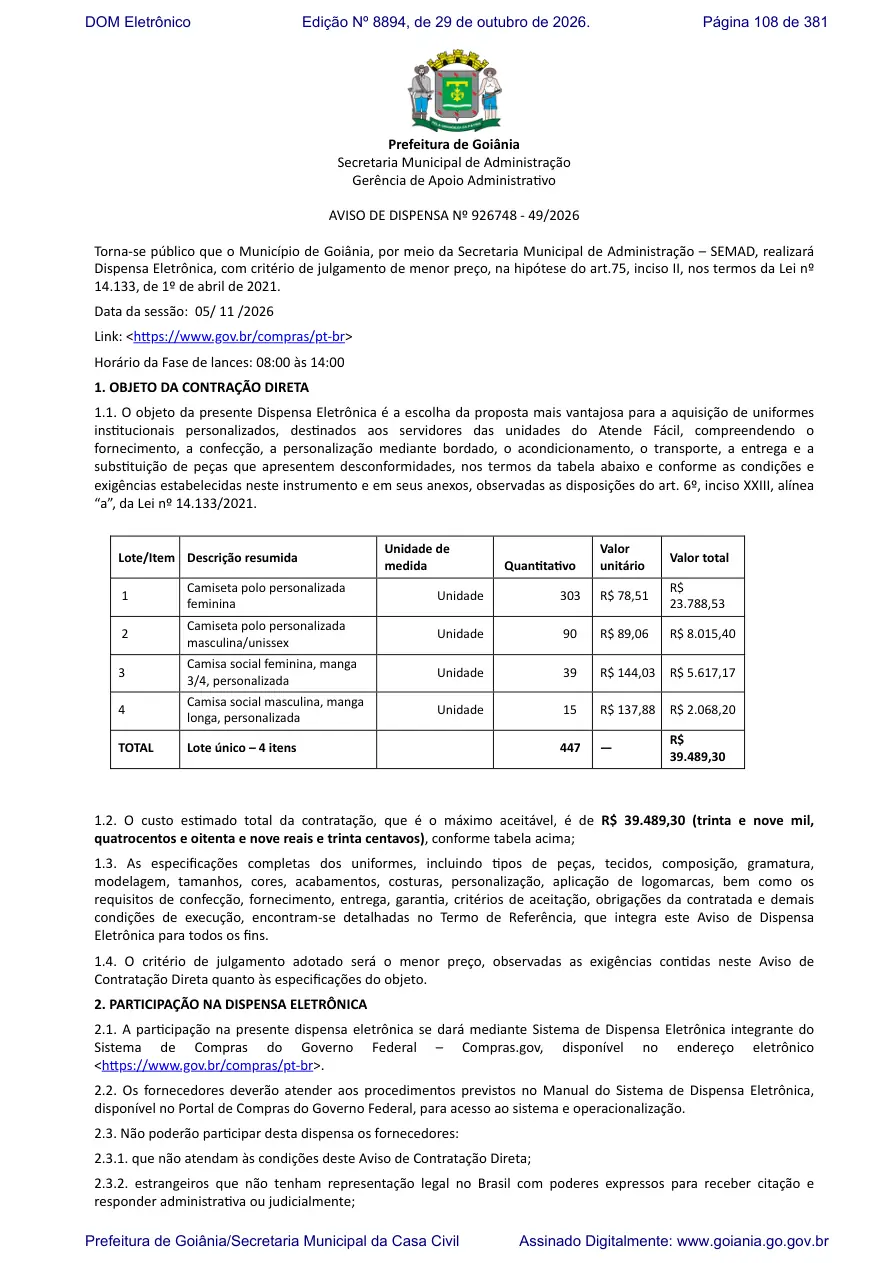 DOM Eletrônico Edição Nº 8894, de 29 de outubro de 2026. Página 108 de 381
Prefeitura de Goiânia
Secretaria Municipal de Administração
Gerência de Apoio Administrativo
AVISO DE DISPENSA Nº 926748 - 49/2026
Torna-se público que o Município de Goiânia, por meio da Secretaria Municipal de Administração – SEMAD, realizará
Dispensa Eletrônica, com critério de julgamento de menor preço, na hipótese do art.75, inciso II, nos termos da Lei nº
14.133, de 1º de abril de 2021.
Data da sessão: 05/ 11 /2026
Link: <https://www.gov.br/compras/pt-br>
Horário da Fase de lances: 08:00 às 14:00
1. OBJETO DA CONTRAÇÃO DIRETA
1.1. O objeto da presente Dispensa Eletrônica é a escolha da proposta mais vantajosa para a aquisição de uniformes
institucionais personalizados, destinados aos servidores das unidades do Atende Fácil, compreendendo o
fornecimento, a confecção, a personalização mediante bordado, o acondicionamento, o transporte, a entrega e a
substituição de peças que apresentem desconformidades, nos termos da tabela abaixo e conforme as condições e
exigências estabelecidas neste instrumento e em seus anexos, observadas as disposições do art. 6º, inciso XXIII, alínea
“a”, da Lei nº 14.133/2021.
Lote/Item Descrição resumida Unidade de medida Quantitativo Valor unitário Valor total
1 Camiseta polo personalizada feminina Unidade 303 R$ 78,51 R$ 23.788,53
2 Camiseta polo personalizada masculina/unissex Unidade 90 R$ 89,06 R$ 8.015,40
3 Camisa social feminina, manga 3/4, personalizada Unidade 39 R$ 144,03 R$ 5.617,17
4 Camisa social masculina, manga longa, personalizada Unidade 15 R$ 137,88 R$ 2.068,20
TOTAL Lote único – 4 itens 447 — R$ 39.489,30
1.2. O custo estimado total da contratação, que é o máximo aceitável, é de R$ 39.489,30 (trinta e nove mil,
quatrocentos e oitenta e nove reais e trinta centavos), conforme tabela acima;
1.3. As especificações completas dos uniformes, incluindo tipos de peças, tecidos, composição, gramatura,
modelagem, tamanhos, cores, acabamentos, costuras, personalização, aplicação de logomarcas, bem como os
requisitos de confecção, fornecimento, entrega, garantia, critérios de aceitação, obrigações da contratada e demais
condições de execução, encontram-se detalhadas no Termo de Referência, que integra este Aviso de Dispensa
Eletrônica para todos os fins.
1.4. O critério de julgamento adotado será o menor preço, observadas as exigências contidas neste Aviso de
Contratação Direta quanto às especificações do objeto.
2. PARTICIPAÇÃO NA DISPENSA ELETRÔNICA
2.1. A participação na presente dispensa eletrônica se dará mediante Sistema de Dispensa Eletrônica integrante do
Sistema de Compras do Governo Federal – Compras.gov, disponível no endereço eletrônico
<https://www.gov.br/compras/pt-br>.
2.2. Os fornecedores deverão atender aos procedimentos previstos no Manual do Sistema de Dispensa Eletrônica,
disponível no Portal de Compras do Governo Federal, para acesso ao sistema e operacionalização.
2.3. Não poderão participar desta dispensa os fornecedores:
2.3.1. que não atendam às condições deste Aviso de Contratação Direta;
2.3.2. estrangeiros que não tenham representação legal no Brasil com poderes expressos para receber citação e
responder administrativa ou judicialmente;
Prefeitura de Goiânia/Secretaria Municipal da Casa Civil Assinado Digitalmente: www.goiania.go.gov.br